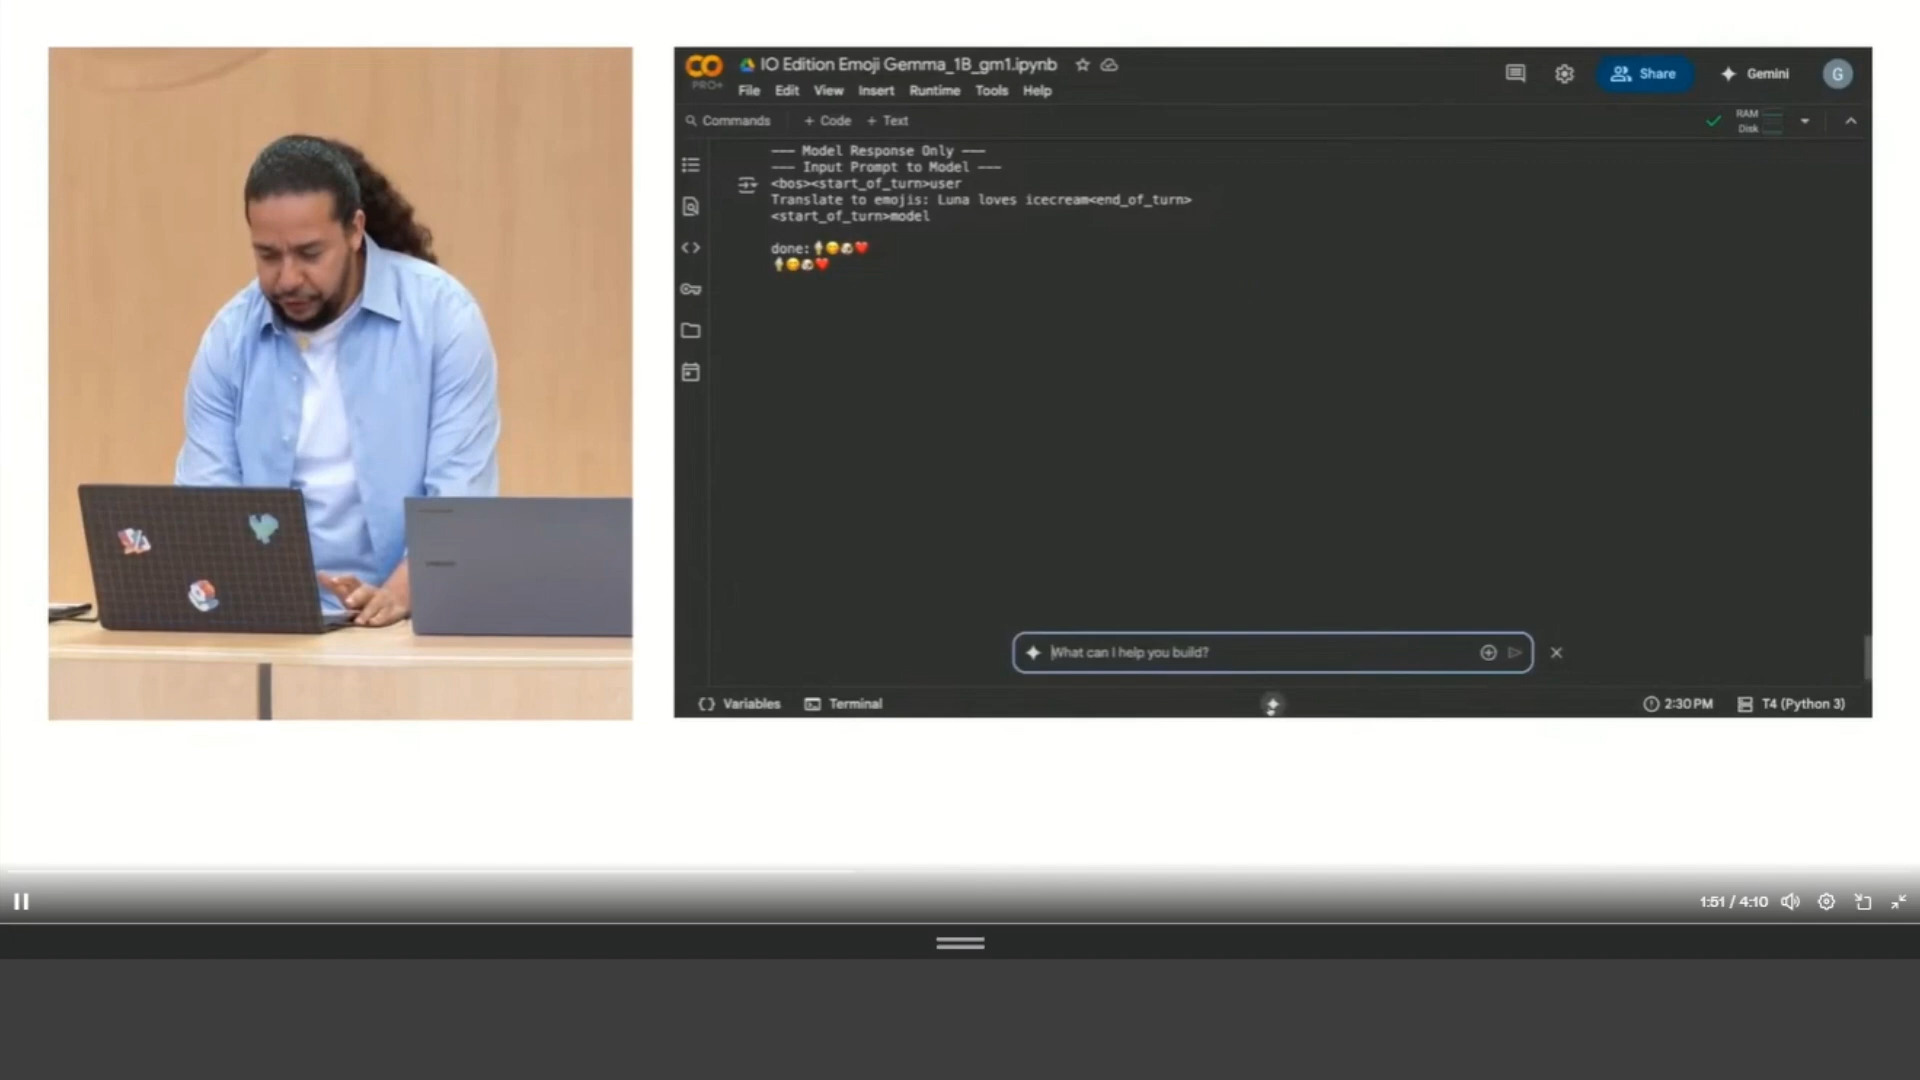 CO
PRO+
IO Edition Emoji Gemma_1B_gm1.ipynb
File Edit View Insert Runtime Tools Help
Share
Gemini
G
Commands + Code + Text
RAM
Disk
--- Model Response Only ---
--- Input Prompt to Model ---
<bos><start_of_turn>user
Translate to emojis: Luna loves icecream<end_of_turn>
<start_of_turn>model
done: 🍦😋🐶❤️
🍦😋🐶❤️
What can I help you build?
Variables Terminal
2:30 PM T4 (Python 3)
1:51 / 4:10